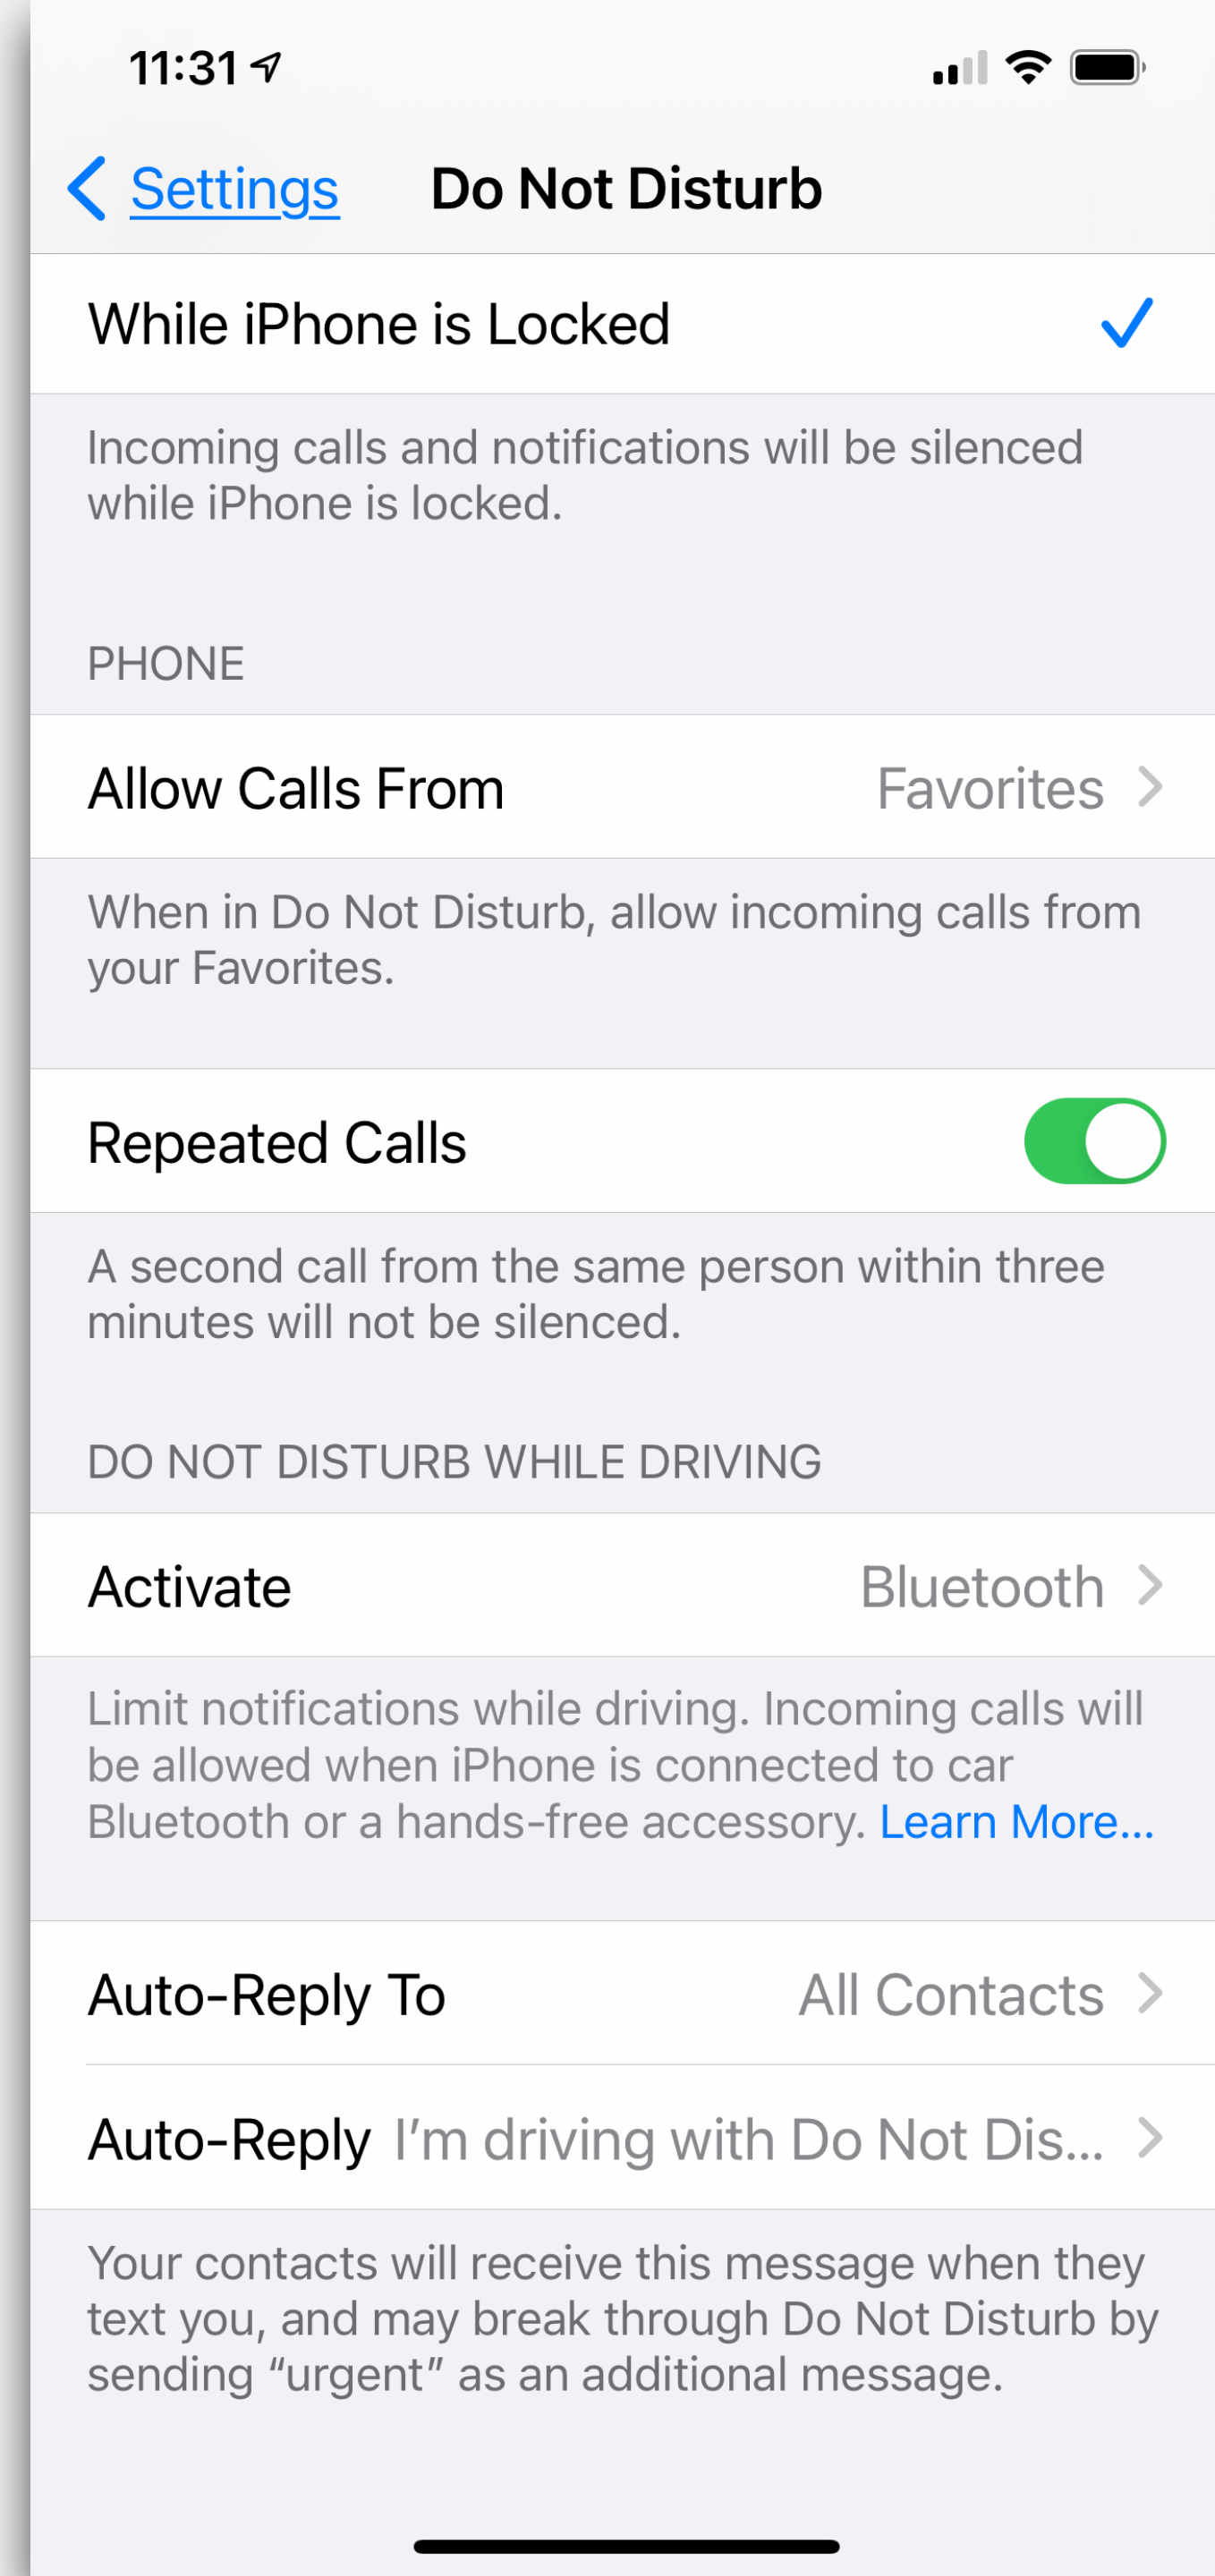 11:31
Settings Do Not Disturb
While iPhone is Locked
Incoming calls and notifications will be silenced
while iPhone is locked.
PHONE
Allow Calls From Favorites
When in Do Not Disturb, allow incoming calls from
your Favorites.
Repeated Calls
A second call from the same person within three
minutes will not be silenced.
DO NOT DISTURB WHILE DRIVING
Activate Bluetooth
Limit notifications while driving. Incoming calls will
be allowed when iPhone is connected to car
Bluetooth or a hands-free accessory. Learn More...
Auto-Reply To All Contacts
Auto-Reply I’m driving with Do Not Dis...
Your contacts will receive this message when they
text you, and may break through Do Not Disturb by
sending “urgent” as an additional message.